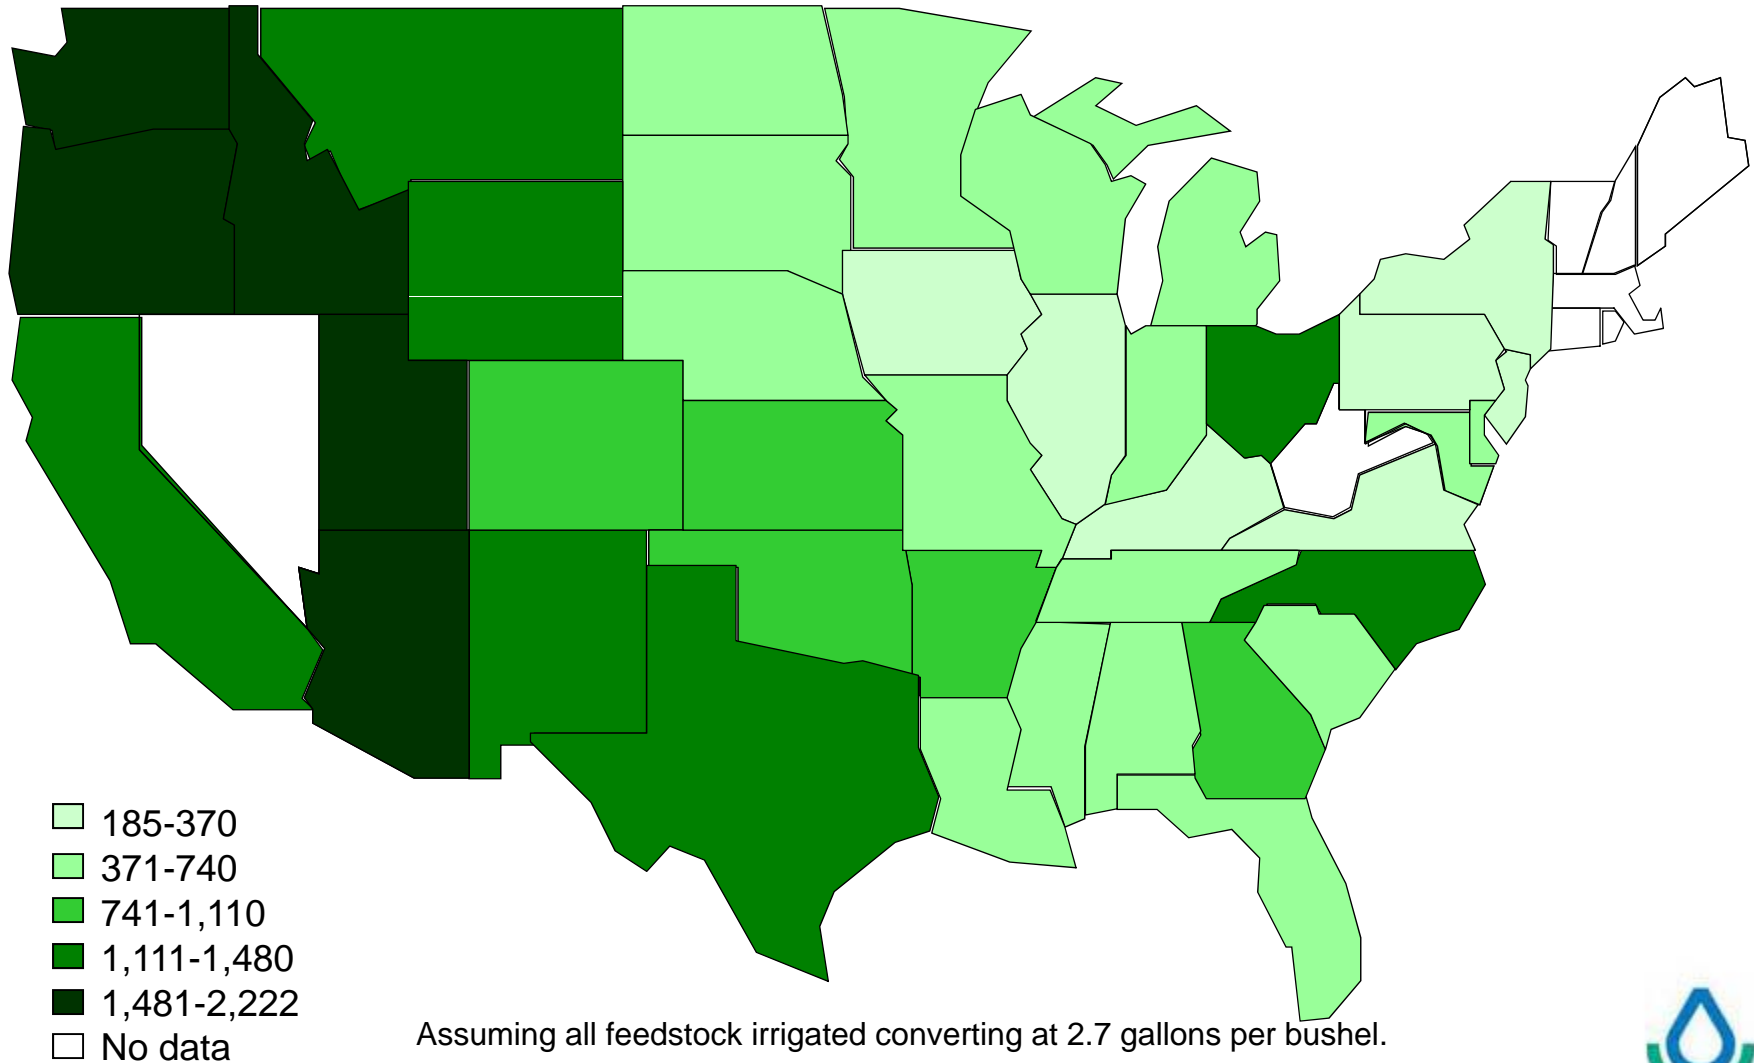 185-370
371-740
741-1,110
1,111-1,480
1,481-2,222
No data
Assuming all feedstock irrigated converting at 2.7 gallons per bushel.